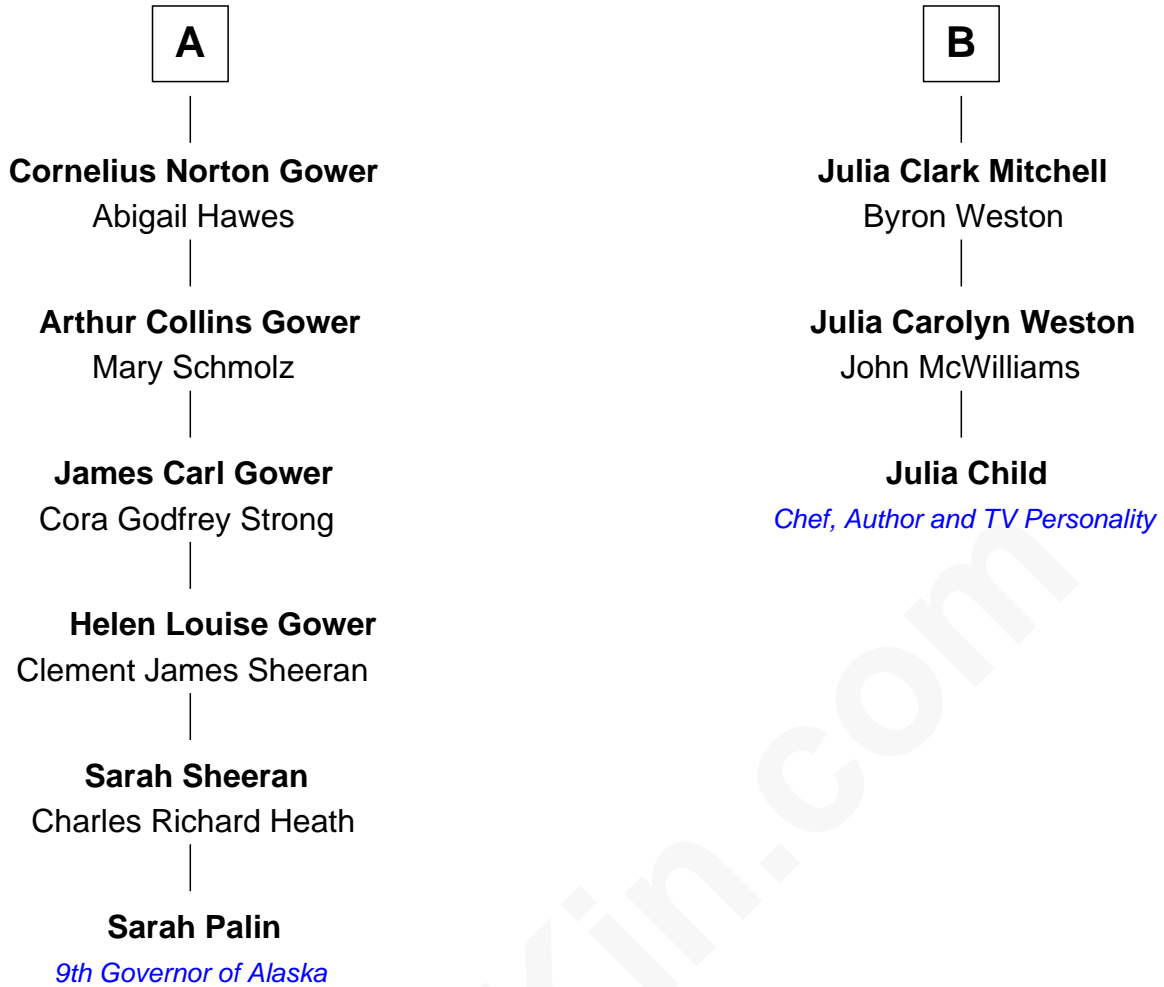 A
Cornelius Norton Gower
Abigail Hawes
Arthur Collins Gower
Mary Schmolz
James Carl Gower
Cora Godfrey Strong
Helen Louise Gower
Clement James Sheeran
Sarah Sheeran
Charles Richard Heath
Sarah Palin
9th Governor of Alaska
B
Julia Clark Mitchell
Byron Weston
Julia Carolyn Weston
John McWilliams
Julia Child
Chef, Author and TV Personality
Kin.com